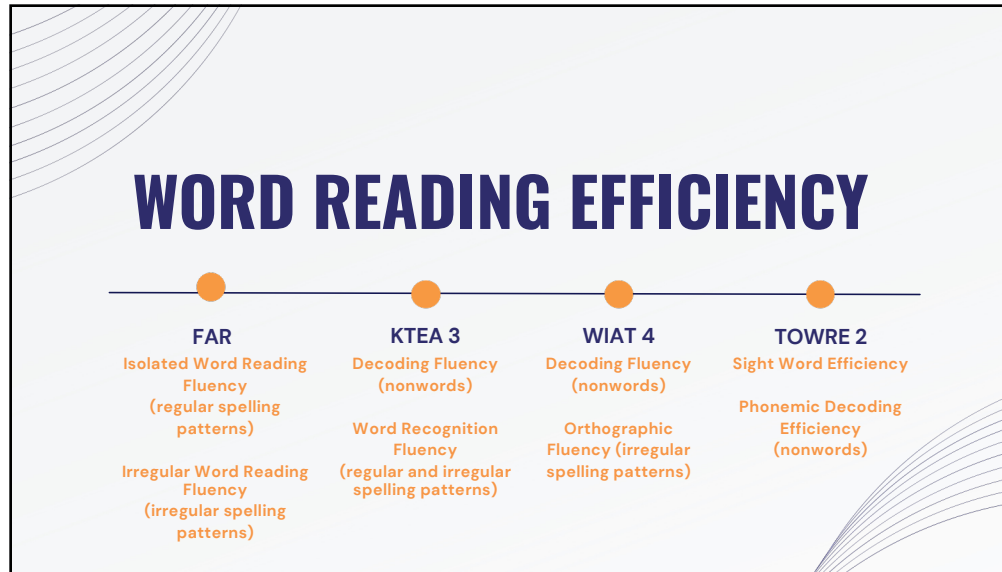 WORD READING EFFICIENCY
FAR
Isolated Word Reading
Fluency
(regular spelling
patterns)
Irregular Word Reading
Fluency
(irregular spelling
patterns)
KTEA 3
Decoding Fluency
(nonwords)
Word Recognition
Fluency
(regular and irregular
spelling patterns)
WIAT 4
Decoding Fluency
(nonwords)
Orthographic
Fluency (irregular
spelling patterns)
TOWRE 2
Sight Word Efficiency
Phonemic Decoding
Efficiency
(nonwords)